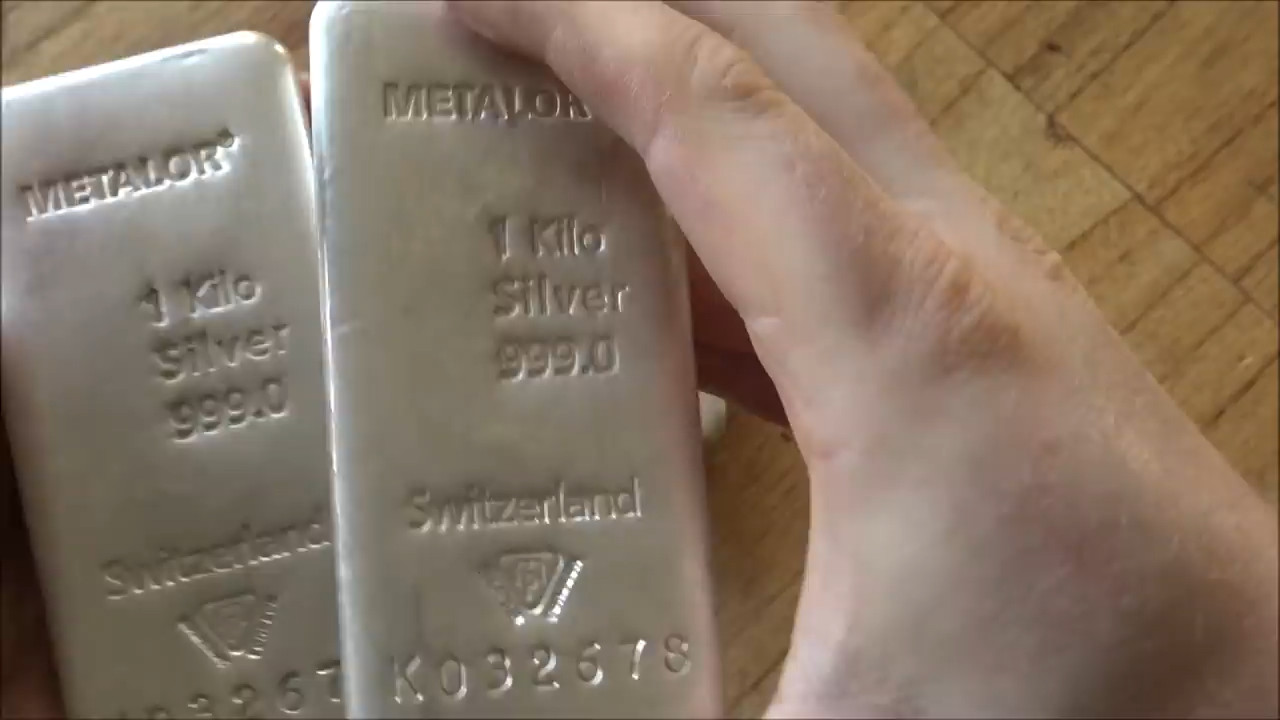 METALOR®
1 Kilo
Silver
999.0
Switzerland
METALOR
1 Kilo
Silver
999.0
Switzerland
K032678